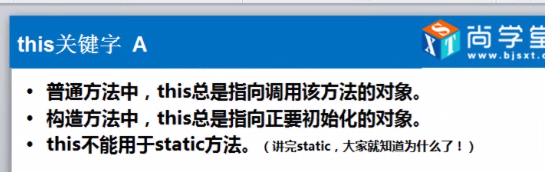 this关键字 A
尚学堂
www.bjsxt.
普通方法中，this总是指向调用该方法的对象。
构造方法中，this总是指向正要初始化的对象。
this不能用于static方法。（讲完static，大家就知道为什么了！）